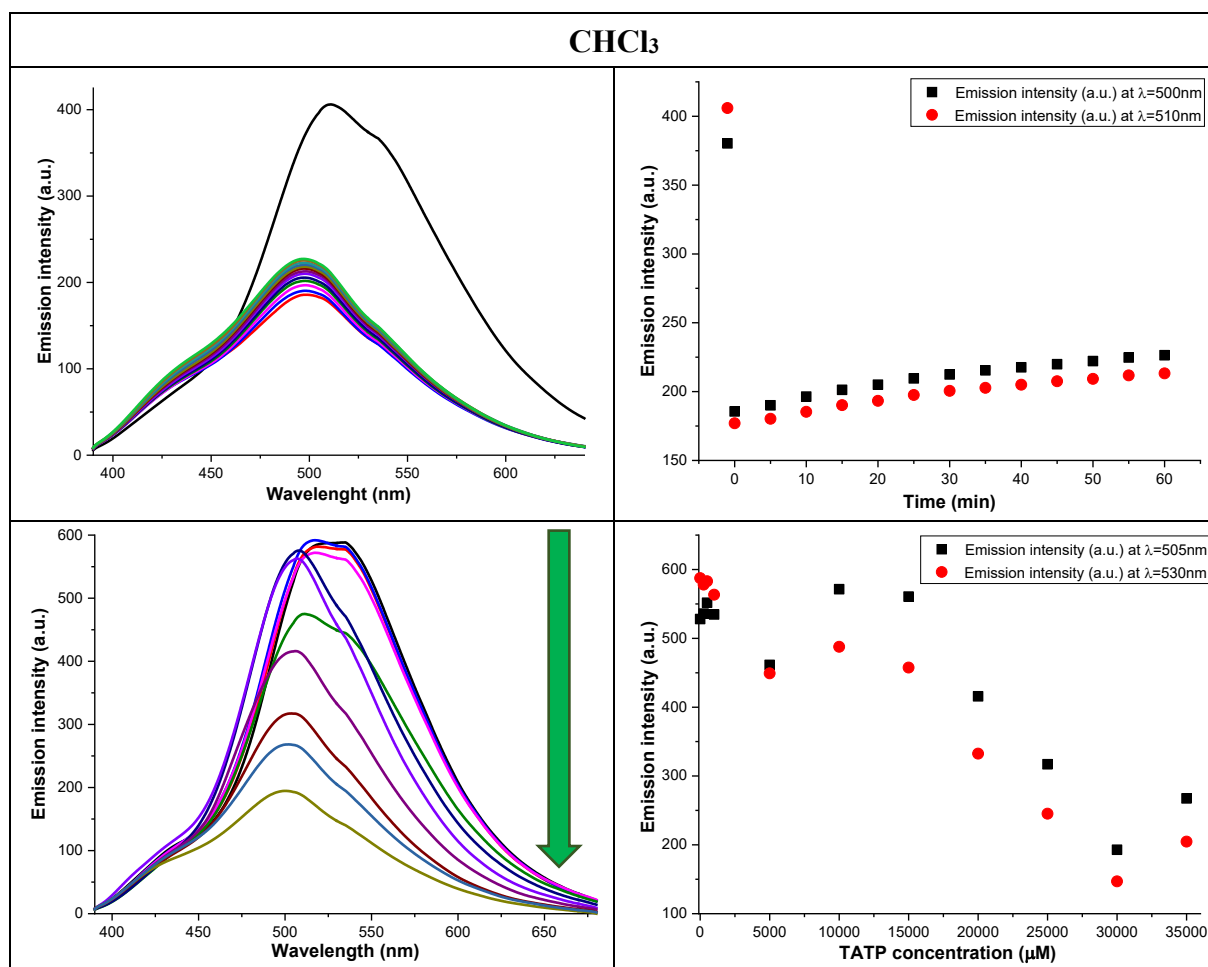 CHCl₃
Emission intensity (a.u.)
400
300
200
100
0
400 450 500 550 600
Wavelenght (nm)
Emission intensity (a.u.) at λ=500nm
Emission intensity (a.u.) at λ=510nm
Emission intensity (a.u.)
400
350
300
250
200
150
0 10 20 30 40 50 60
Time (min)
Emission intensity (a.u.)
600
500
400
300
200
100
0
400 450 500 550 600 650
Wavelength (nm)
Emission intensity (a.u.) at λ=505nm
Emission intensity (a.u.) at λ=530nm
Emission intensity (a.u.)
600
500
400
300
200
100
0 5000 10000 15000 20000 25000 30000 35000
TATP concentration (μM)